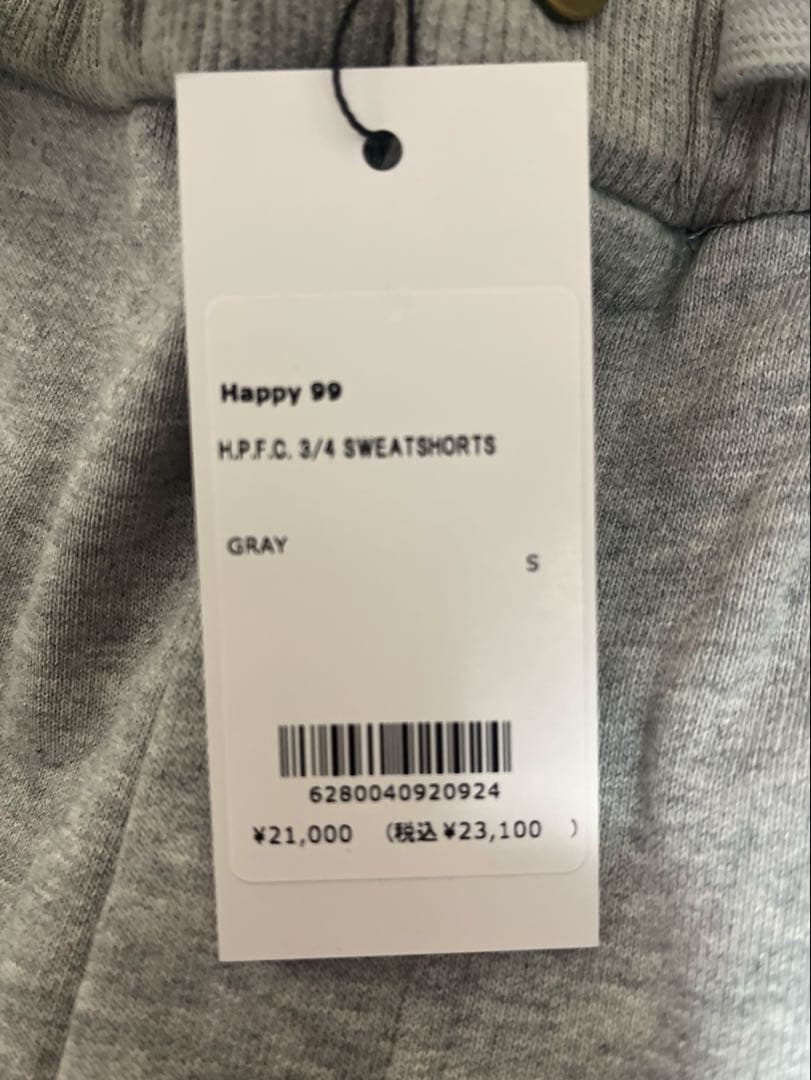 Happy 99
H.P.F.C. 3/4 SWEATSHORTS
GRAY
S
6280040920924
¥21,000 (税込 ¥23,100 )